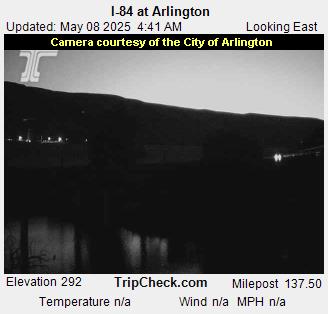 I-84 at Arlington
Updated: May 08 2025 4:41 AM Looking East
Camera courtesy of the City of Arlington
Elevation 292 TripCheck.com Milepost 137.50
Temperature n/a Wind n/a MPH n/a